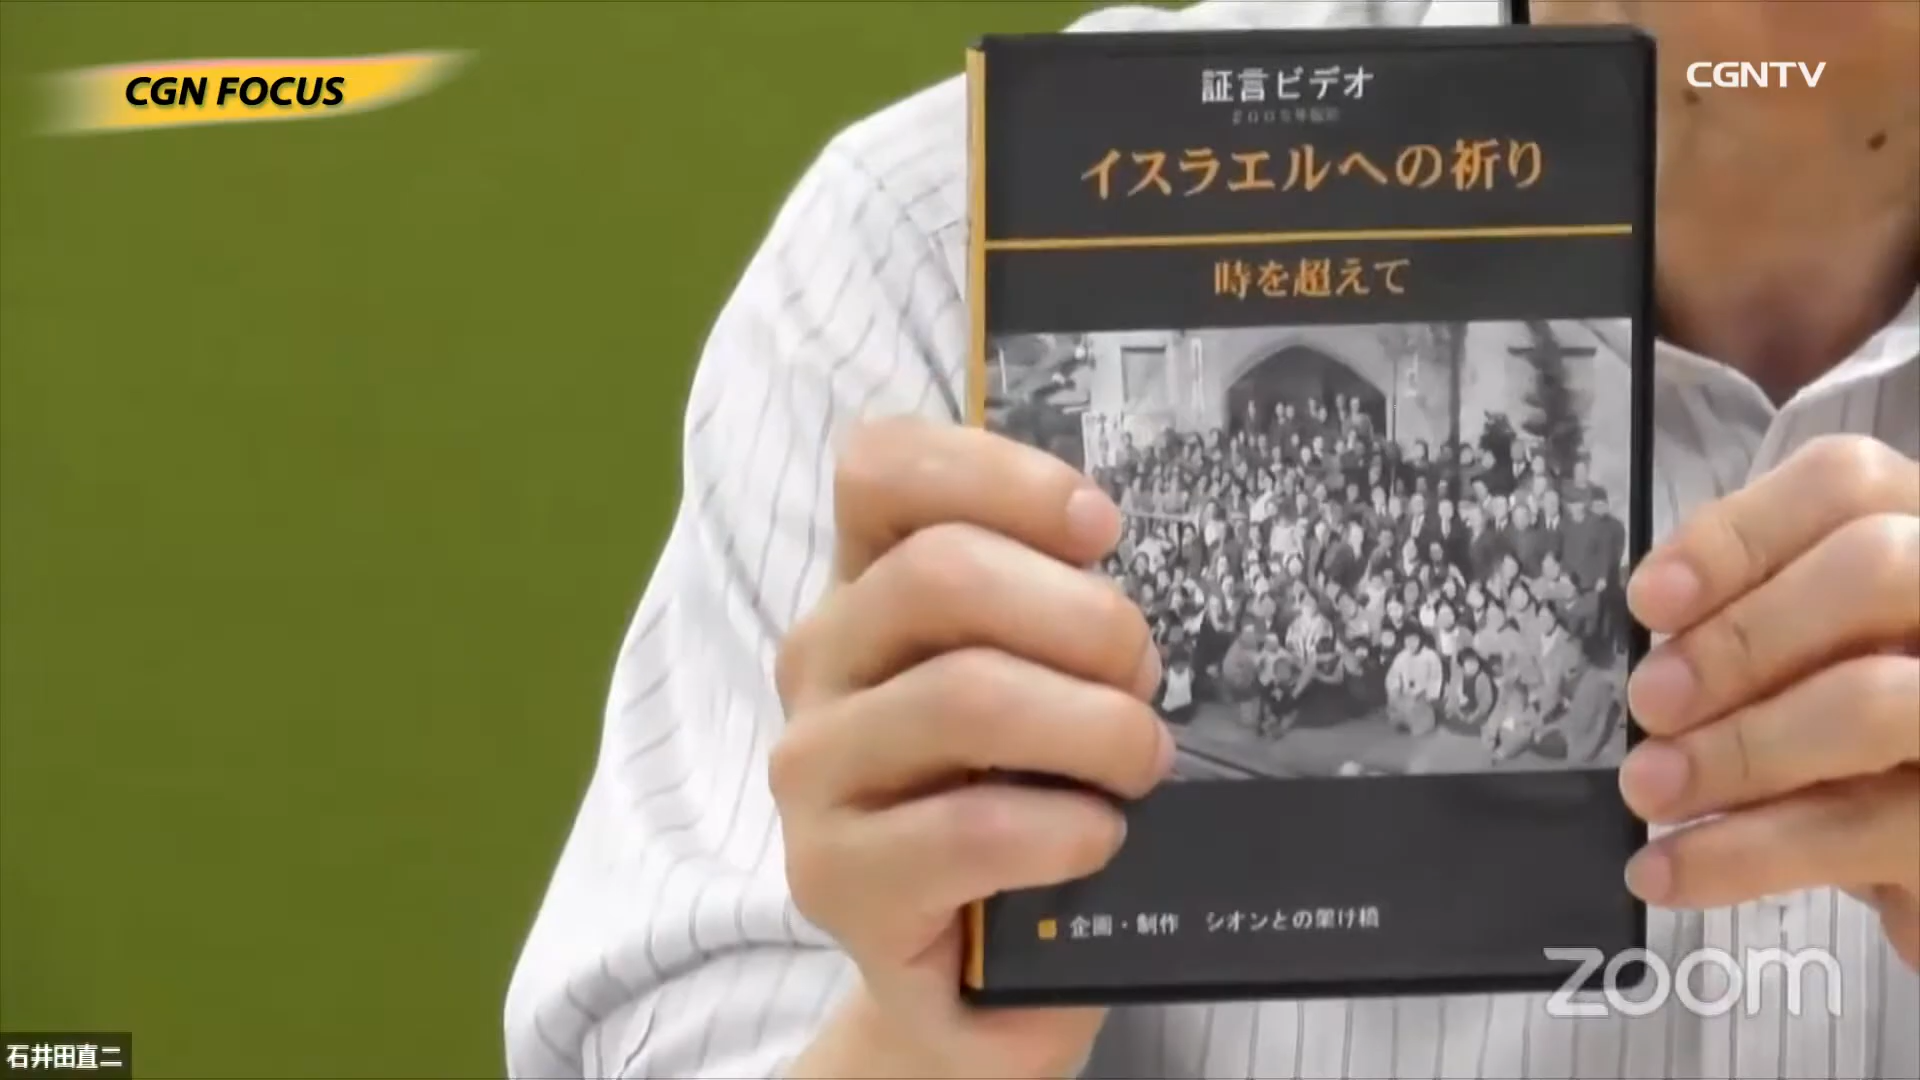 CGN FOCUS
CGNTV
証言ビデオ
イスラエルへの祈り
時を超えて
企画・制作 シオンとの架け橋
zoom
石井田直二